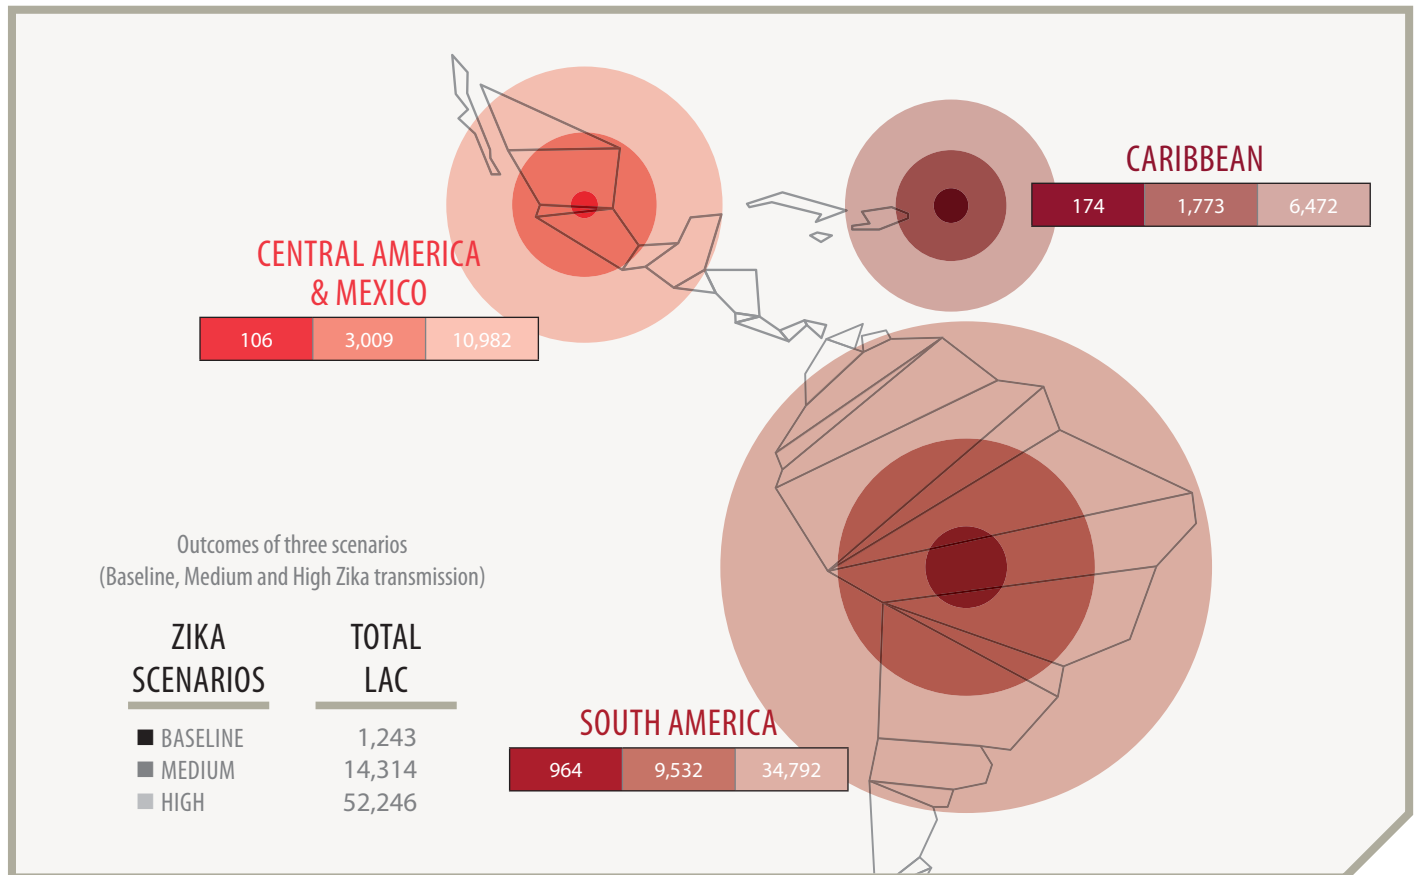 CARIBBEAN
174 1,773 6,472
CENTRAL AMERICA
& MEXICO
106 3,009 10,982
Outcomes of three scenarios
(Baseline, Medium and High Zika transmission)
ZIKA
SCENARIOS
TOTAL
LAC
BASELINE 1,243
MEDIUM 14,314
HIGH 52,246
SOUTH AMERICA
964 9,532 34,792